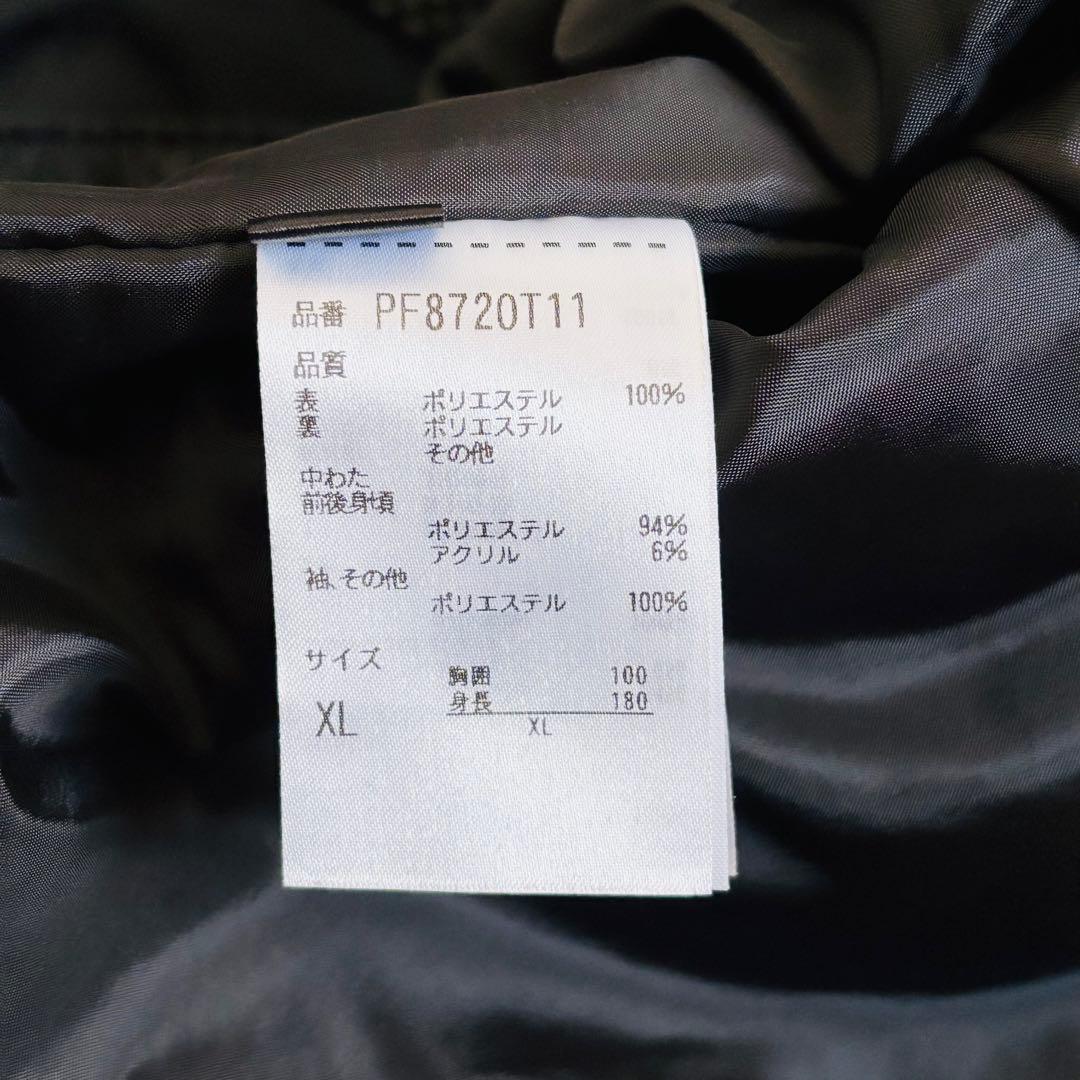 品番 PF8720T11
品質
表 ポリエステル 100%
裏 ポリエステル
その他
中わた
前後身頃
ポリエステル 94%
アクリル 6%
袖、その他
ポリエステル 100%
サイズ
胸囲 100
身長 180
XL
XL